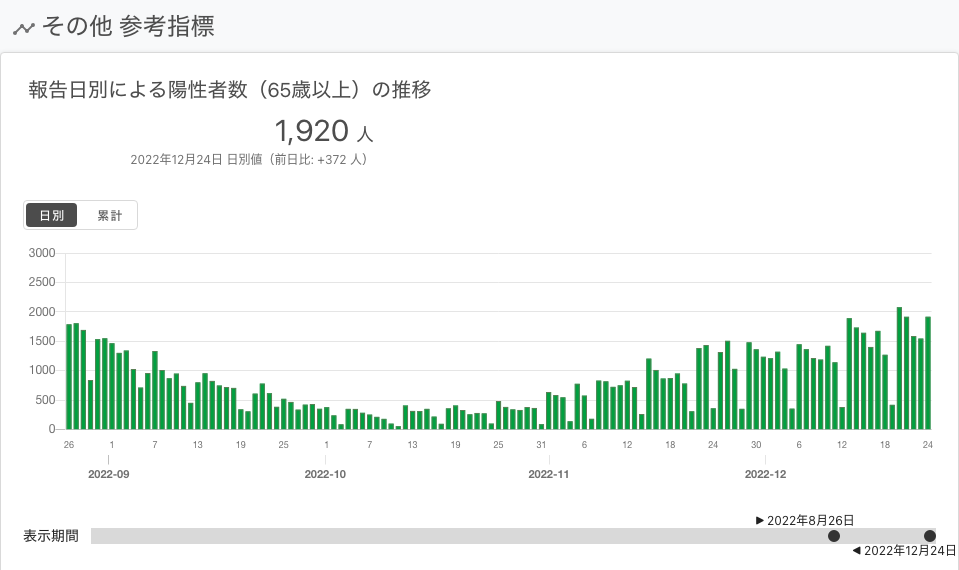 その他 参考指標
報告日別による陽性者数（65歳以上）の推移
1,920 人
2022年12月24日 日別値（前日比: +372 人）
日別 累計
3000
2500
2000
1500
1000
500
0
26 1 7 13 19 25 1 7 13 19 25 31 6 12 18 24 30 6 12 18 24
2022-09 2022-10 2022-11 2022-12
▶ 2022年8月26日
表示期間
◀ 2022年12月24日